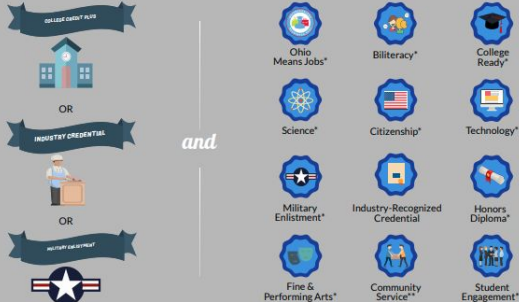 COLLEGE CREDIT PLUS
OR
INDUSTRY CREDENTIAL
OR
MILITARY ENLISTMENT
and
Ohio
Means Jobs*
Biliteracy*
College
Ready*
Science*
Citizenship*
Technology*
Military
Enlistment*
Industry-Recognized
Credential
Honors
Diploma*
Fine &
Performing Arts*
Community
Service**
Student
Engagement*